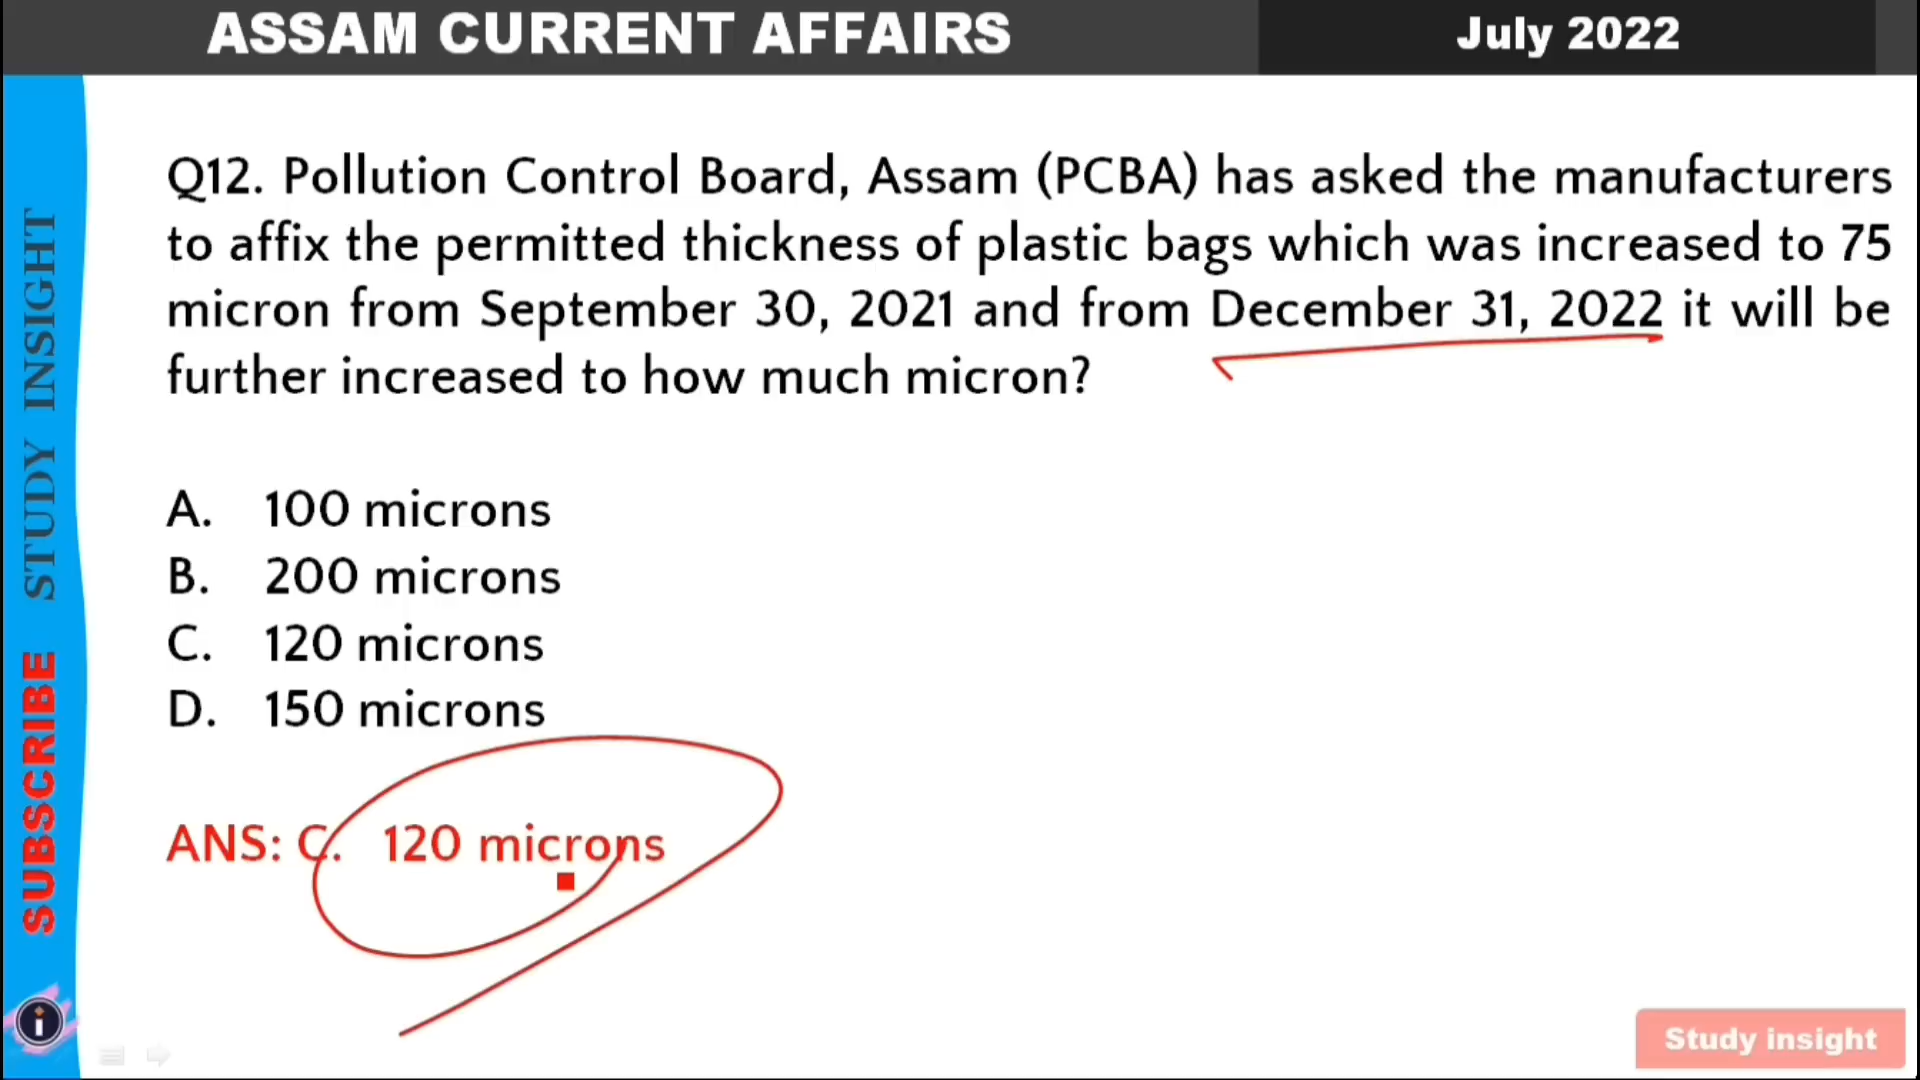 ASSAM CURRENT AFFAIRS
July 2022
Q12. Pollution Control Board, Assam (PCBA) has asked the manufacturers
to affix the permitted thickness of plastic bags which was increased to 75
micron from September 30, 2021 and from December 31, 2022 it will be
further increased to how much micron?
A. 100 microns
B. 200 microns
C. 120 microns
D. 150 microns
ANS: C. 120 microns
SUBSCRIBE STUDY INSIGHT
i
Study insight